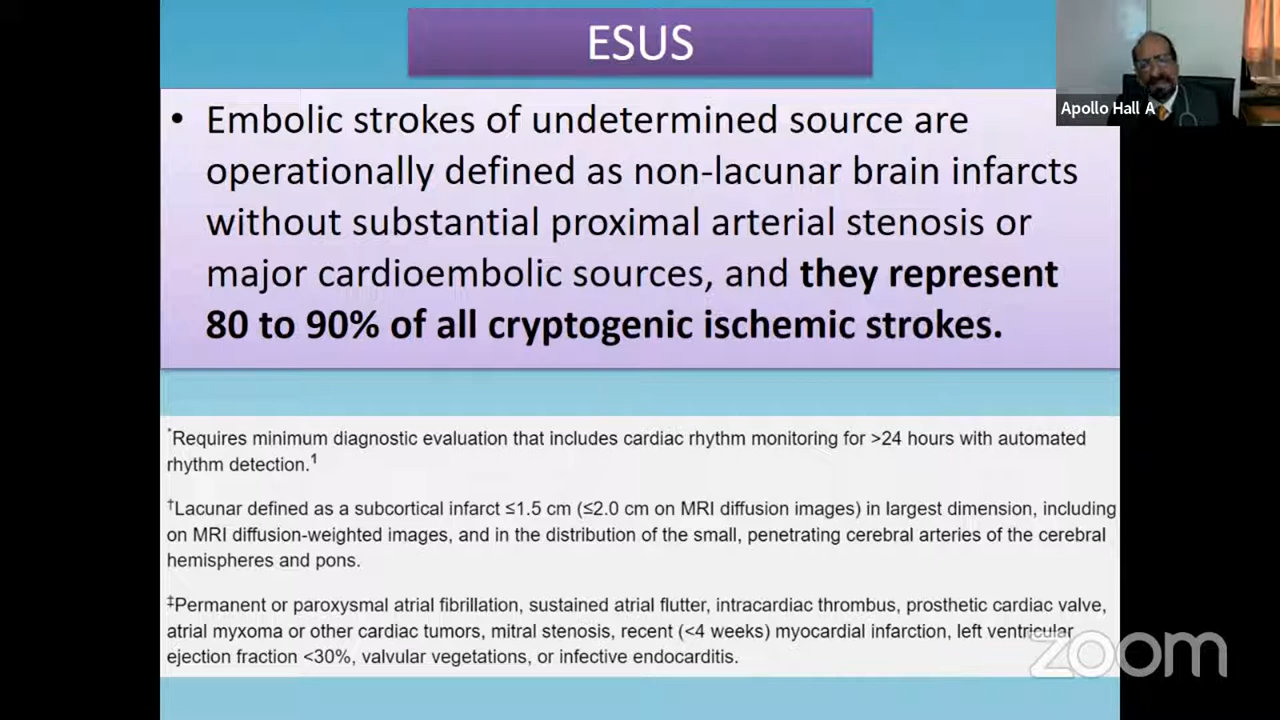 ESUS
Apollo Hall A
• Embolic strokes of undetermined source are
operationally defined as non-lacunar brain infarcts
without substantial proximal arterial stenosis or
major cardioembolic sources, and they represent
80 to 90% of all cryptogenic ischemic strokes.
*Requires minimum diagnostic evaluation that includes cardiac rhythm monitoring for >24 hours with automated
rhythm detection.1
†Lacunar defined as a subcortical infarct ≤1.5 cm (≤2.0 cm on MRI diffusion images) in largest dimension, including
on MRI diffusion-weighted images, and in the distribution of the small, penetrating cerebral arteries of the cerebral
hemispheres and pons.
‡Permanent or paroxysmal atrial fibrillation, sustained atrial flutter, intracardiac thrombus, prosthetic cardiac valve,
atrial myxoma or other cardiac tumors, mitral stenosis, recent (<4 weeks) myocardial infarction, left ventricular
ejection fraction <30%, valvular vegetations, or infective endocarditis.
zoom